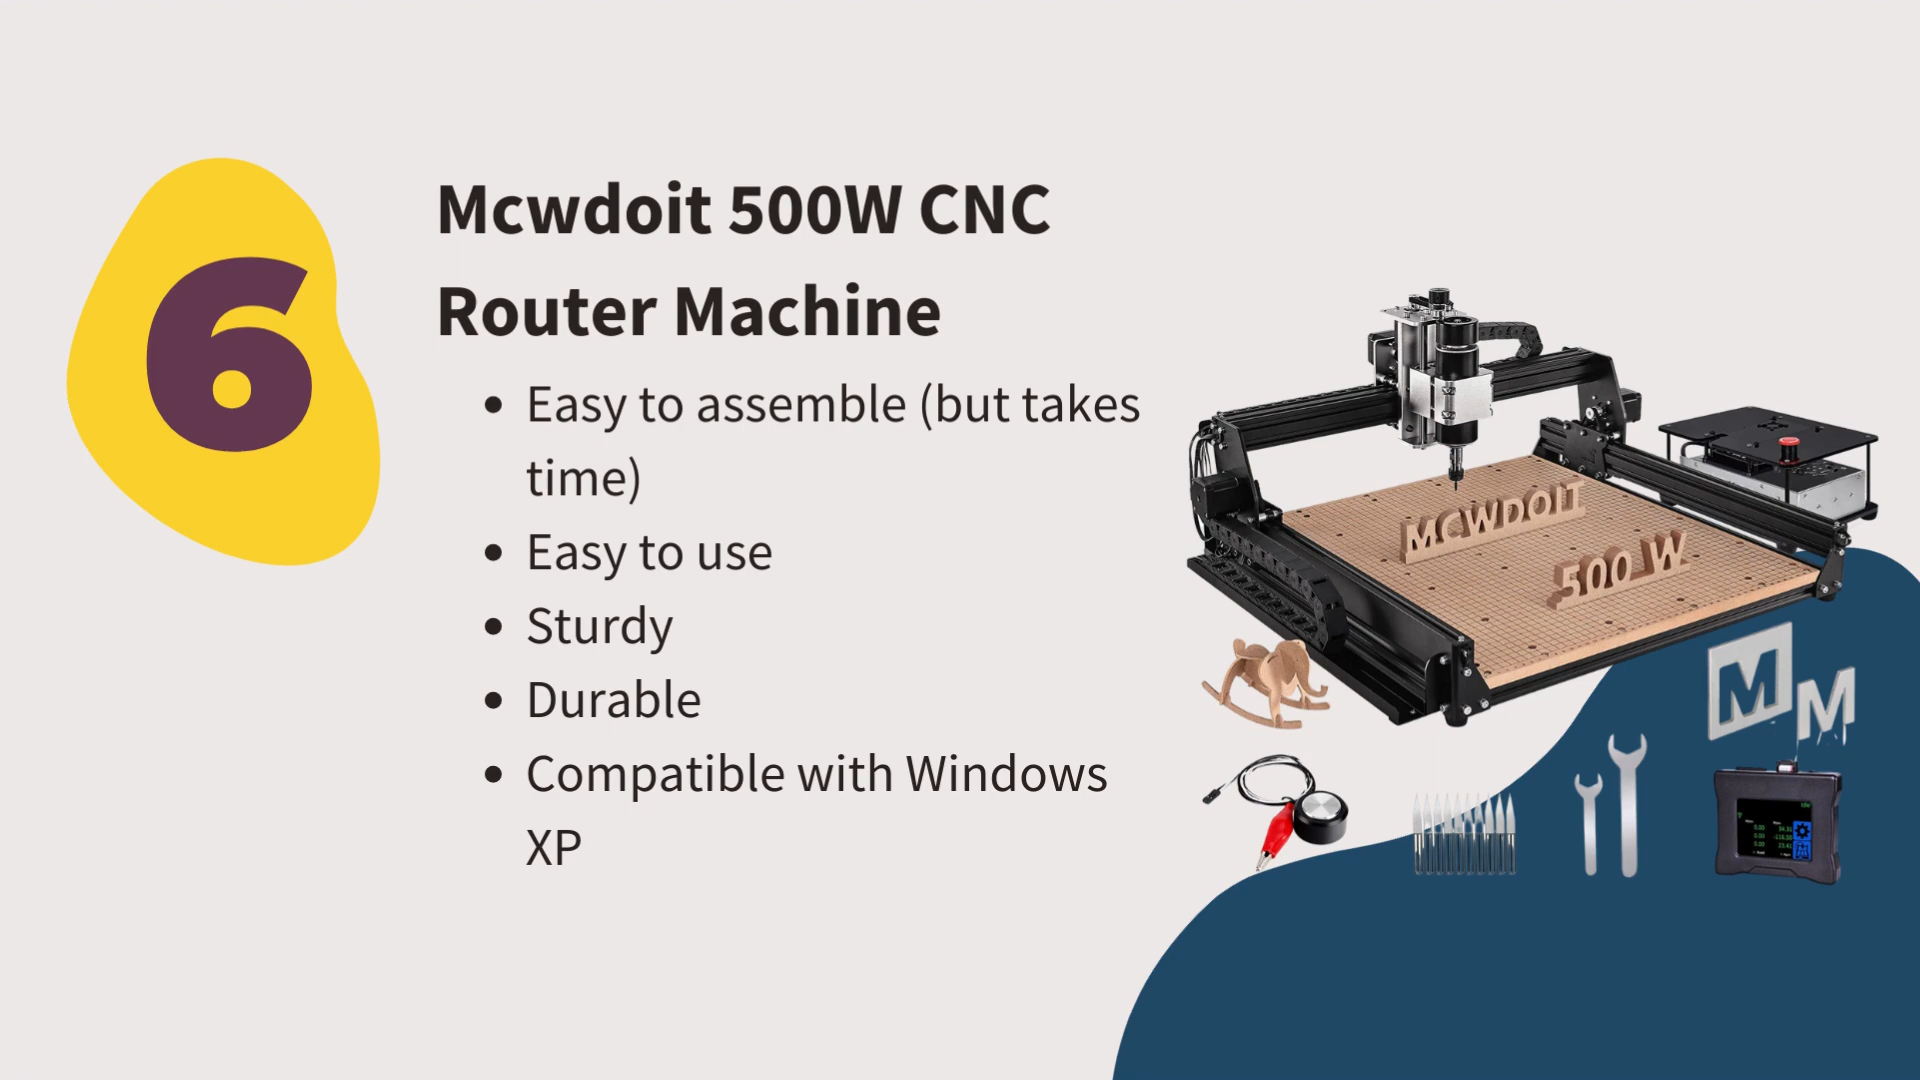 6
Mcwdoit 500W CNC
Router Machine
• Easy to assemble (but takes
time)
• Easy to use
• Sturdy
• Durable
• Compatible with Windows
XP
MCWDOIT
500 W
M
M